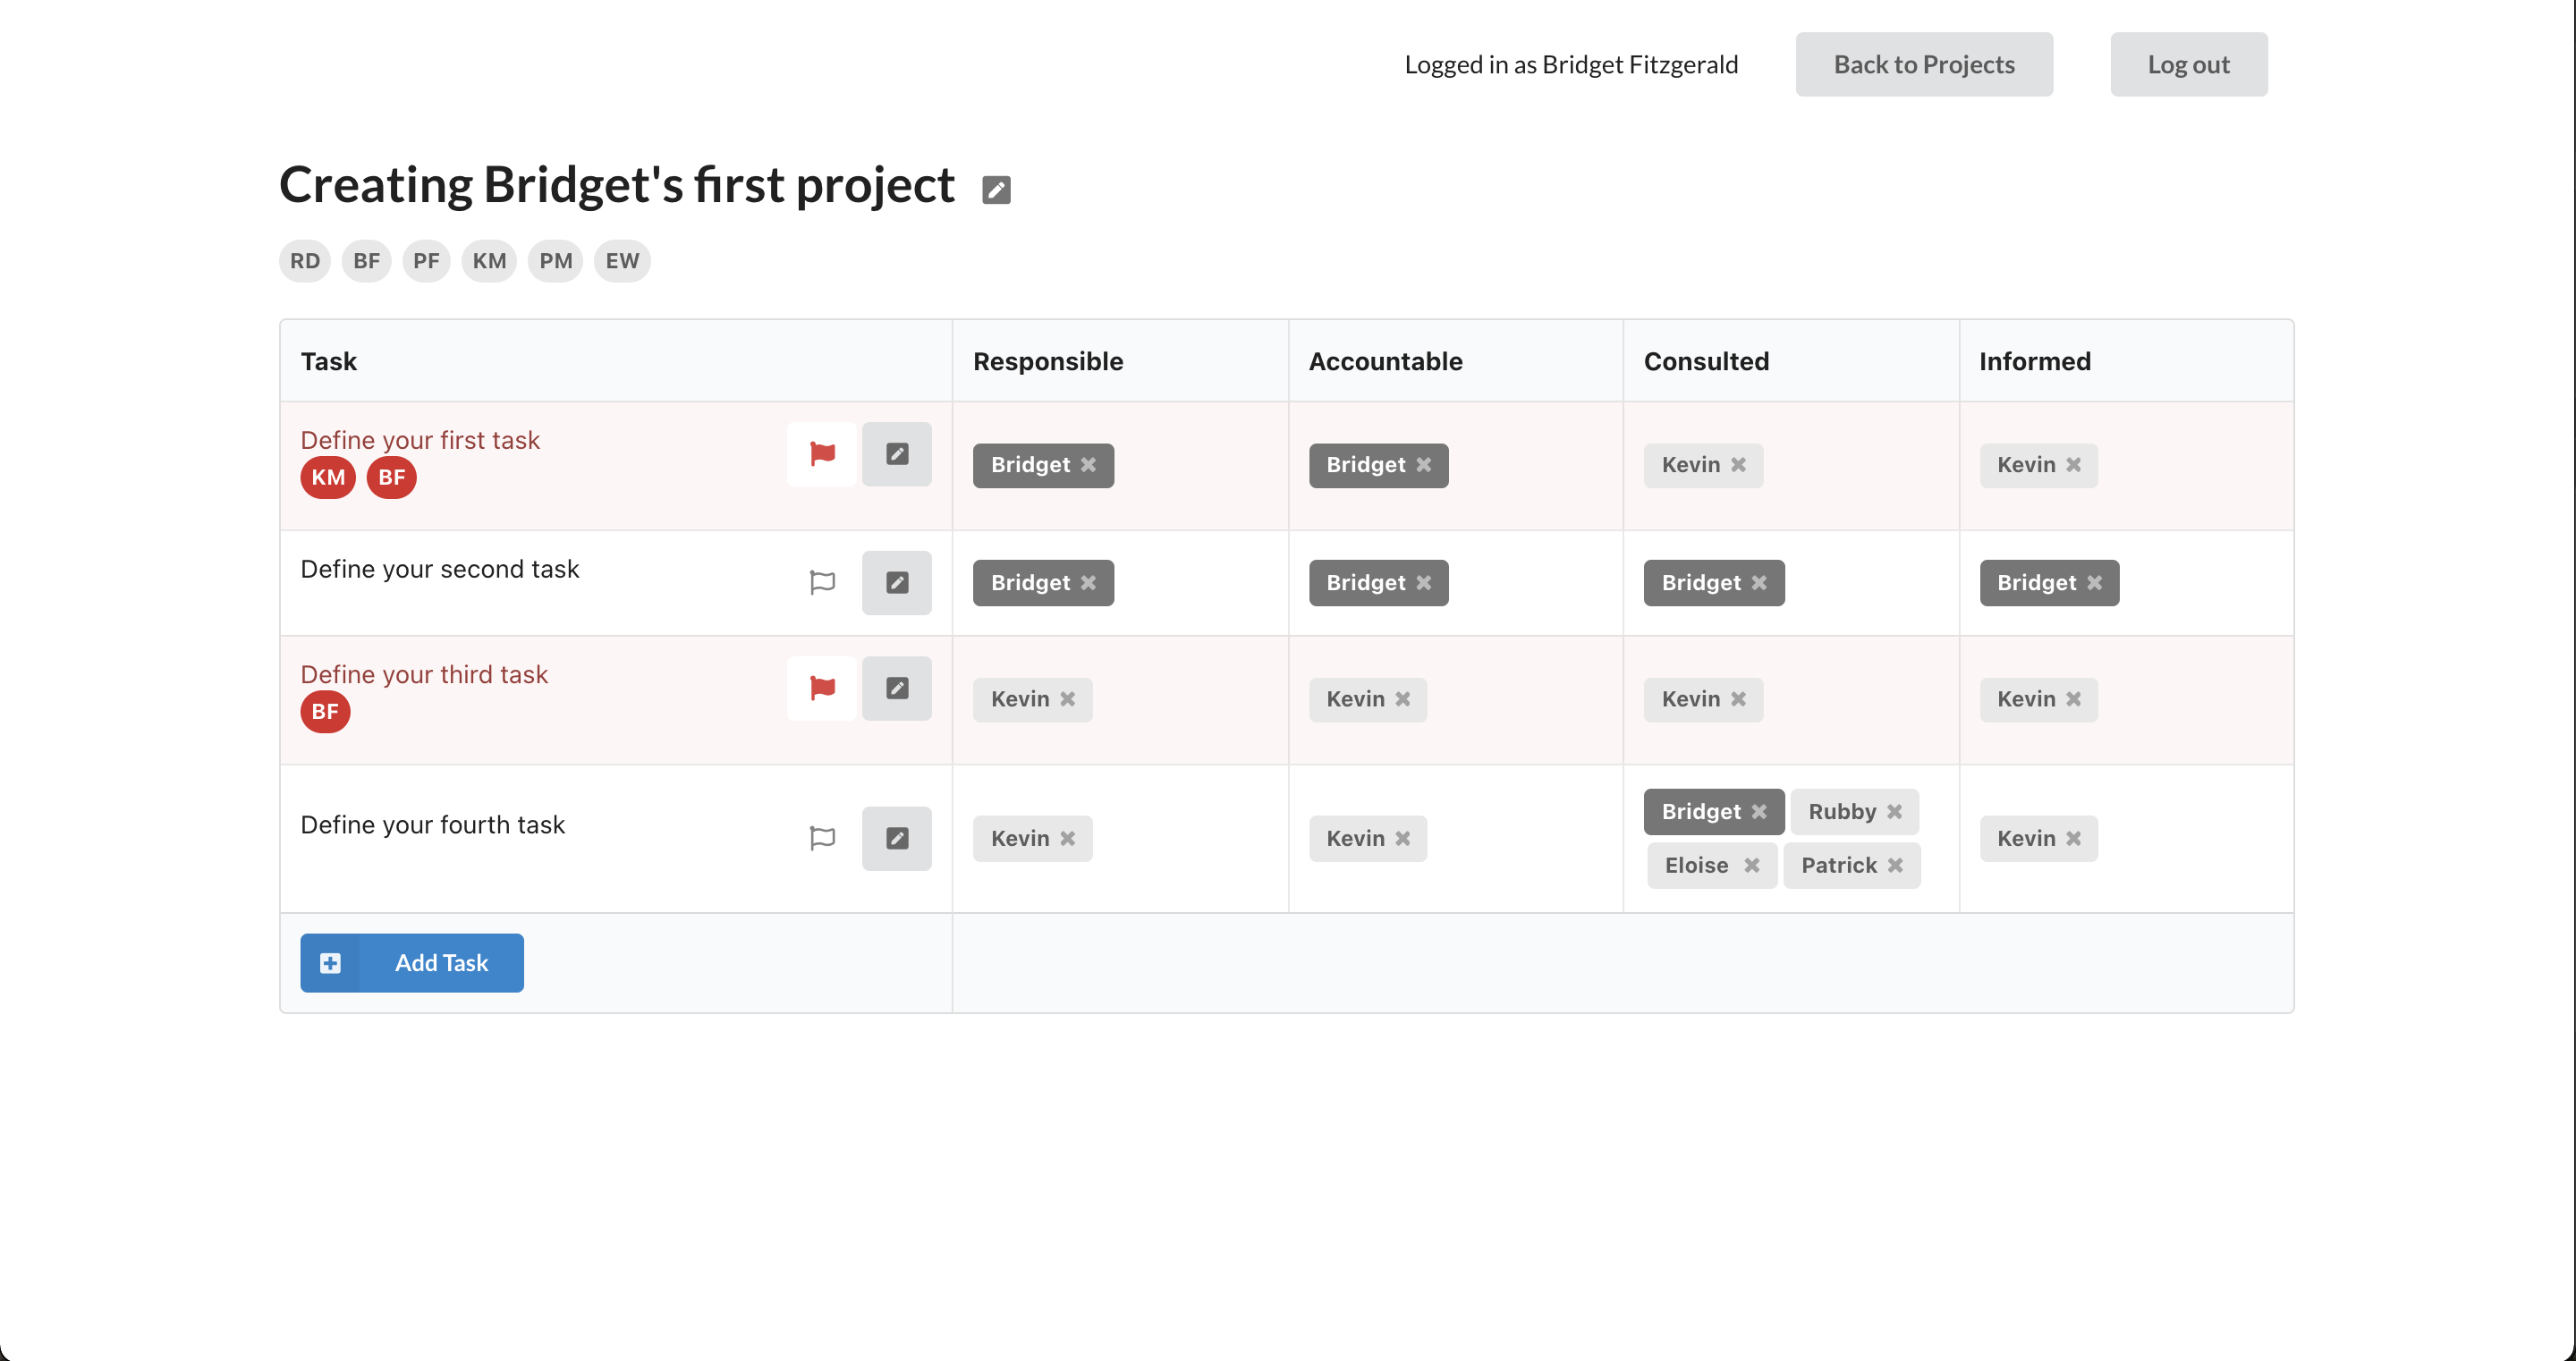 Logged in as Bridget Fitzgerald Back to Projects Log out
Creating Bridget's first project
RD BF PF KM PM EW
Task Responsible Accountable Consulted Informed
Define your first task
KM BF
Bridget Bridget Kevin Kevin
Define your second task Bridget Bridget Bridget Bridget
Define your third task
BF
Kevin Kevin Kevin Kevin
Define your fourth task Kevin Kevin
Bridget Rubby
Eloise Patrick
Kevin
Add Task